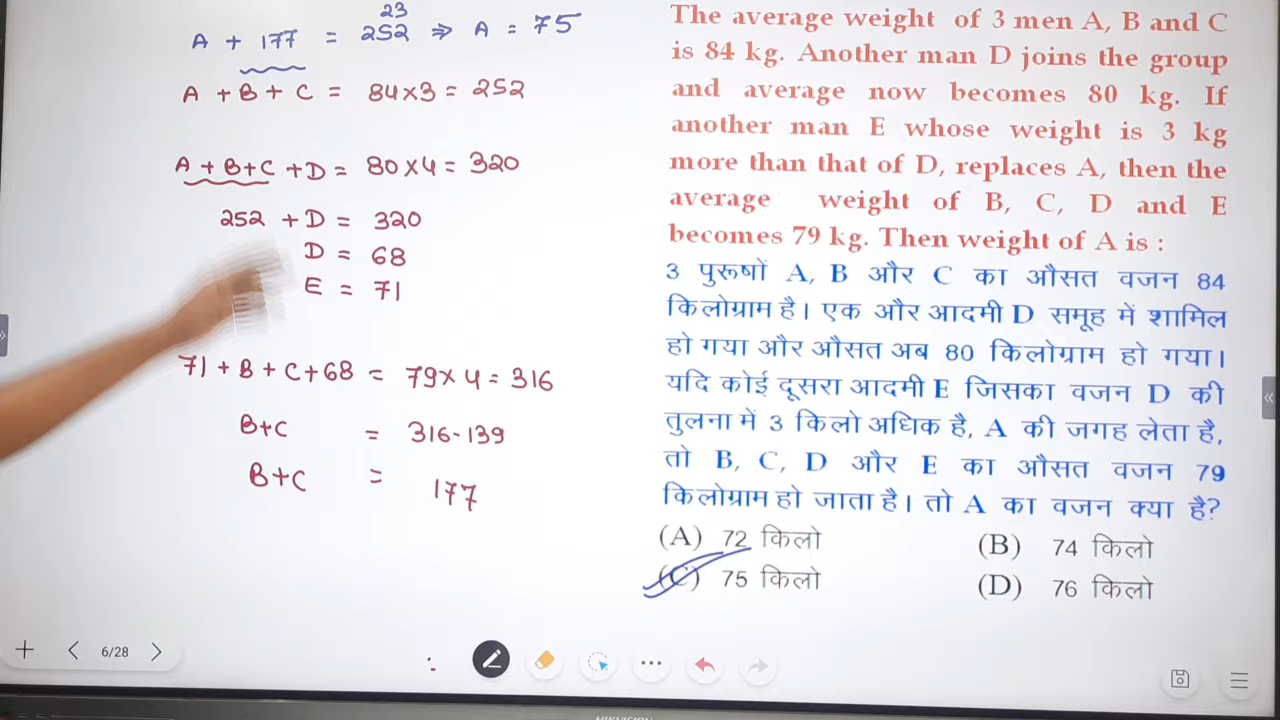 23
A + 177 = 252 ⇒ A = 75
A + B + C = 84×3 = 252
A + B+C + D = 80×4 = 320
252 + D = 320
D = 68
E = 71
71 + B + C + 68 = 79×4 = 316
B+C = 316-139
B+C = 177
The average weight of 3 men A, B and C
is 84 kg. Another man D joins the group
and average now becomes 80 kg. If
another man E whose weight is 3 kg
more than that of D, replaces A, then the
average weight of B, C, D and E
becomes 79 kg. Then weight of A is :
3 पुरूषों A, B और C का औसत वजन 84
किलोग्राम है। एक और आदमी D समूह में शामिल
हो गया और औसत अब 80 किलोग्राम हो गया।
यदि कोई दूसरा आदमी E जिसका वजन D की
तुलना में 3 किलो अधिक है, A की जगह लेता है,
तो B, C, D और E का औसत वजन 79
किलोग्राम हो जाता है। तो A का वजन क्या है?
(A) 72 किलो (B) 74 किलो
(C) 75 किलो (D) 76 किलो
6/28